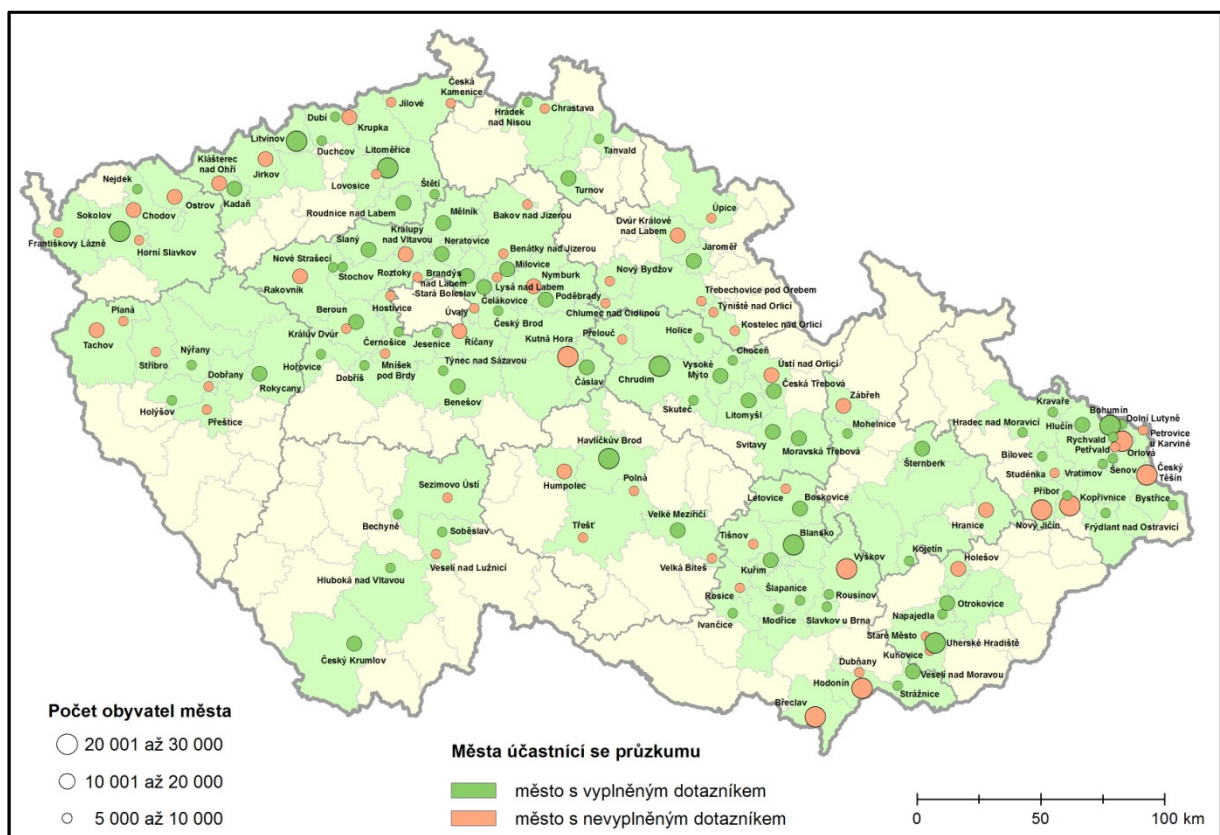 Česká
Kamenice
Jílové
Hrádek
nad Nisou
Chrastava
Dubí
Krupka
Litvínov
Duchcov
Litoměřice
Tanvald
Klášterec
nad Ohří
Jirkov
Lovosice
Štětí
Turnov
Nejdek
Kadaň
Ostrov
Roudnice nad Labem
Mělník
Bakov nad Jizerou
Úpice
Sokolov
Chodov
Dvůr Králové
nad Labem
Františkovy Lázně
Horní Slavkov
Slaný
Kralupy
nad Vltavou
Neratovice
Benátky nad Jizerou
Jaroměř
Nové Strašecí
Milovice
Rakovník
Stochov
Roztoky
Brandýs
nad Labem
-Stará Boleslav
Lysá nad Labem
Nymburk
Nový Bydžov
Třebechovice pod Orebem
Hostivice
Čelákovice
Poděbrady
Týniště nad Orlicí
Planá
Beroun
Úvaly
Český Brod
Chlumec nad Cidlinou
Kostelec nad Orlicí
Tachov
Králův Dvůr
Černošice
Jesenice
Říčany
Kutná Hora
Přelouč
Holice
Stříbro
Nýřany
Hořovice
Mníšek
pod Brdy
Týnec nad Sázavou
Choceň
Ústí nad Orlicí
Dobřany
Dobříš
Čáslav
Chrudim
Vysoké
Mýto
Česká Třebová
Rokycany
Benešov
Zábřeh
Holýšov
Skuteč
Litomyšl
Přeštice
Svitavy
Moravská Třebová
Mohelnice
Kravaře
Bohumín
Dolní Lutyně
Hradec nad Moravicí
Hlučín
Rychvald
Petrovice
u Karviné
Havlíčkův Brod
Petřvald
Orlová
Šternberk
Bílovec
Vratimov
Šenov
Český
Těšín
Humpolec
Polná
Studénka
Sezimovo Ústí
Letovice
Boskovice
Příbor
Kopřivnice
Bystřice
Bechyně
Soběslav
Třešť
Velké Meziříčí
Tišnov
Blansko
Hranice
Nový Jičín
Frýdlant nad Ostravicí
Veselí nad Lužnicí
Velká Bíteš
Kuřim
Vyškov
Kojetín
Holešov
Hluboká nad Vltavou
Rosice
Šlapanice
Rousínov
Otrokovice
Ivančice
Modřice
Slavkov u Brna
Napajedla
Staré Město
Uherské Hradiště
Český Krumlov
Kunovice
Dubňany
Veselí nad Moravou
Hodonín
Strážnice
Břeclav
Počet obyvatel města
20 001 až 30 000
10 001 až 20 000
5 000 až 10 000
Města účastnící se průzkumu
město s vyplněným dotazníkem
město s nevyplněným dotazníkem
0 50 100 km